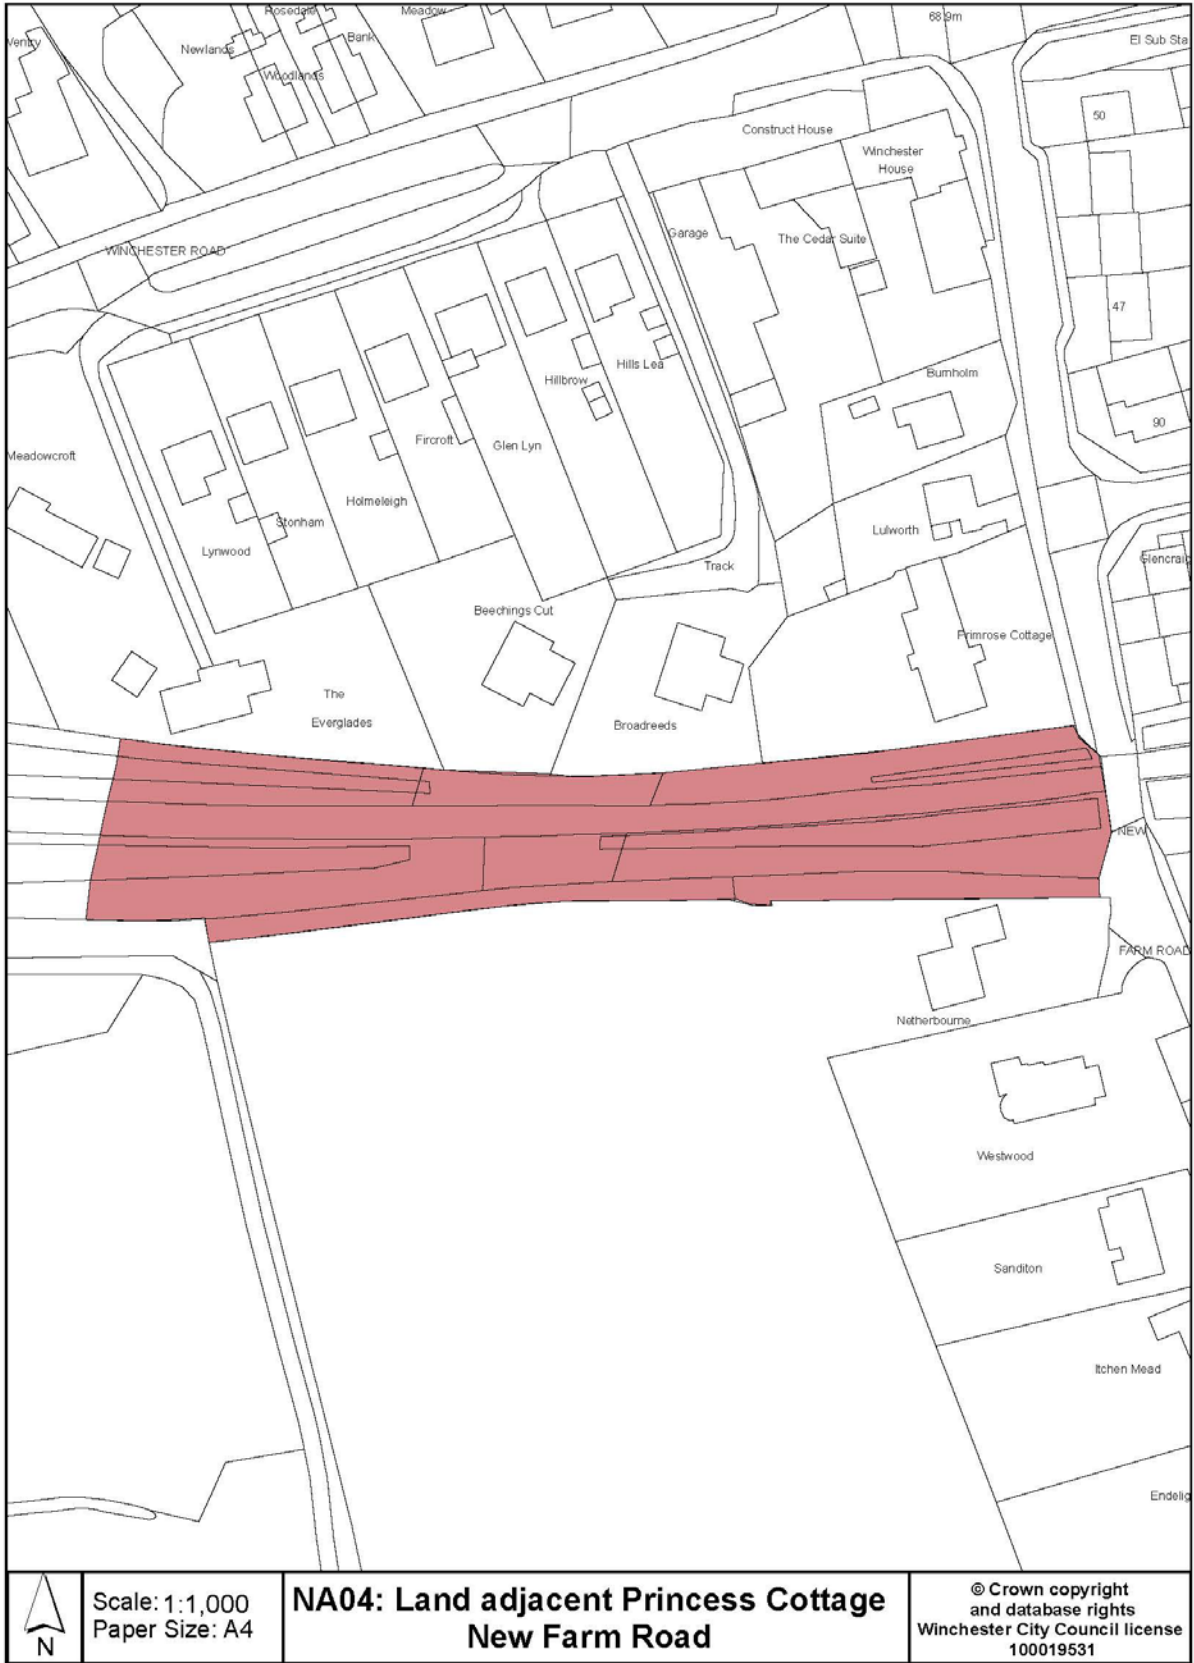 Rosedale
Meadow
68.9m
Ventry
Newlands
Bank
El Sub Sta
Woodlands
50
Construct House
Winchester
House
WINCHESTER ROAD
Garage
The Cedar Suite
47
Hills Lea
Burnholm
Hillbrow
90
Fircroft
Glen Lyn
Meadowcroft
Holmeleigh
Stonham
Lulworth
Lynwood
Glencraig
Track
Beechings Cut
Primrose Cottage
The
Everglades
Broadreeds
NEW
FARM ROAD
Netherbourne
Westwood
Sanditon
Itchen Mead
Endelig
N
Scale: 1:1,000
Paper Size: A4
NA04: Land adjacent Princess Cottage
New Farm Road
© Crown copyright
and database rights
Winchester City Council license
100019531